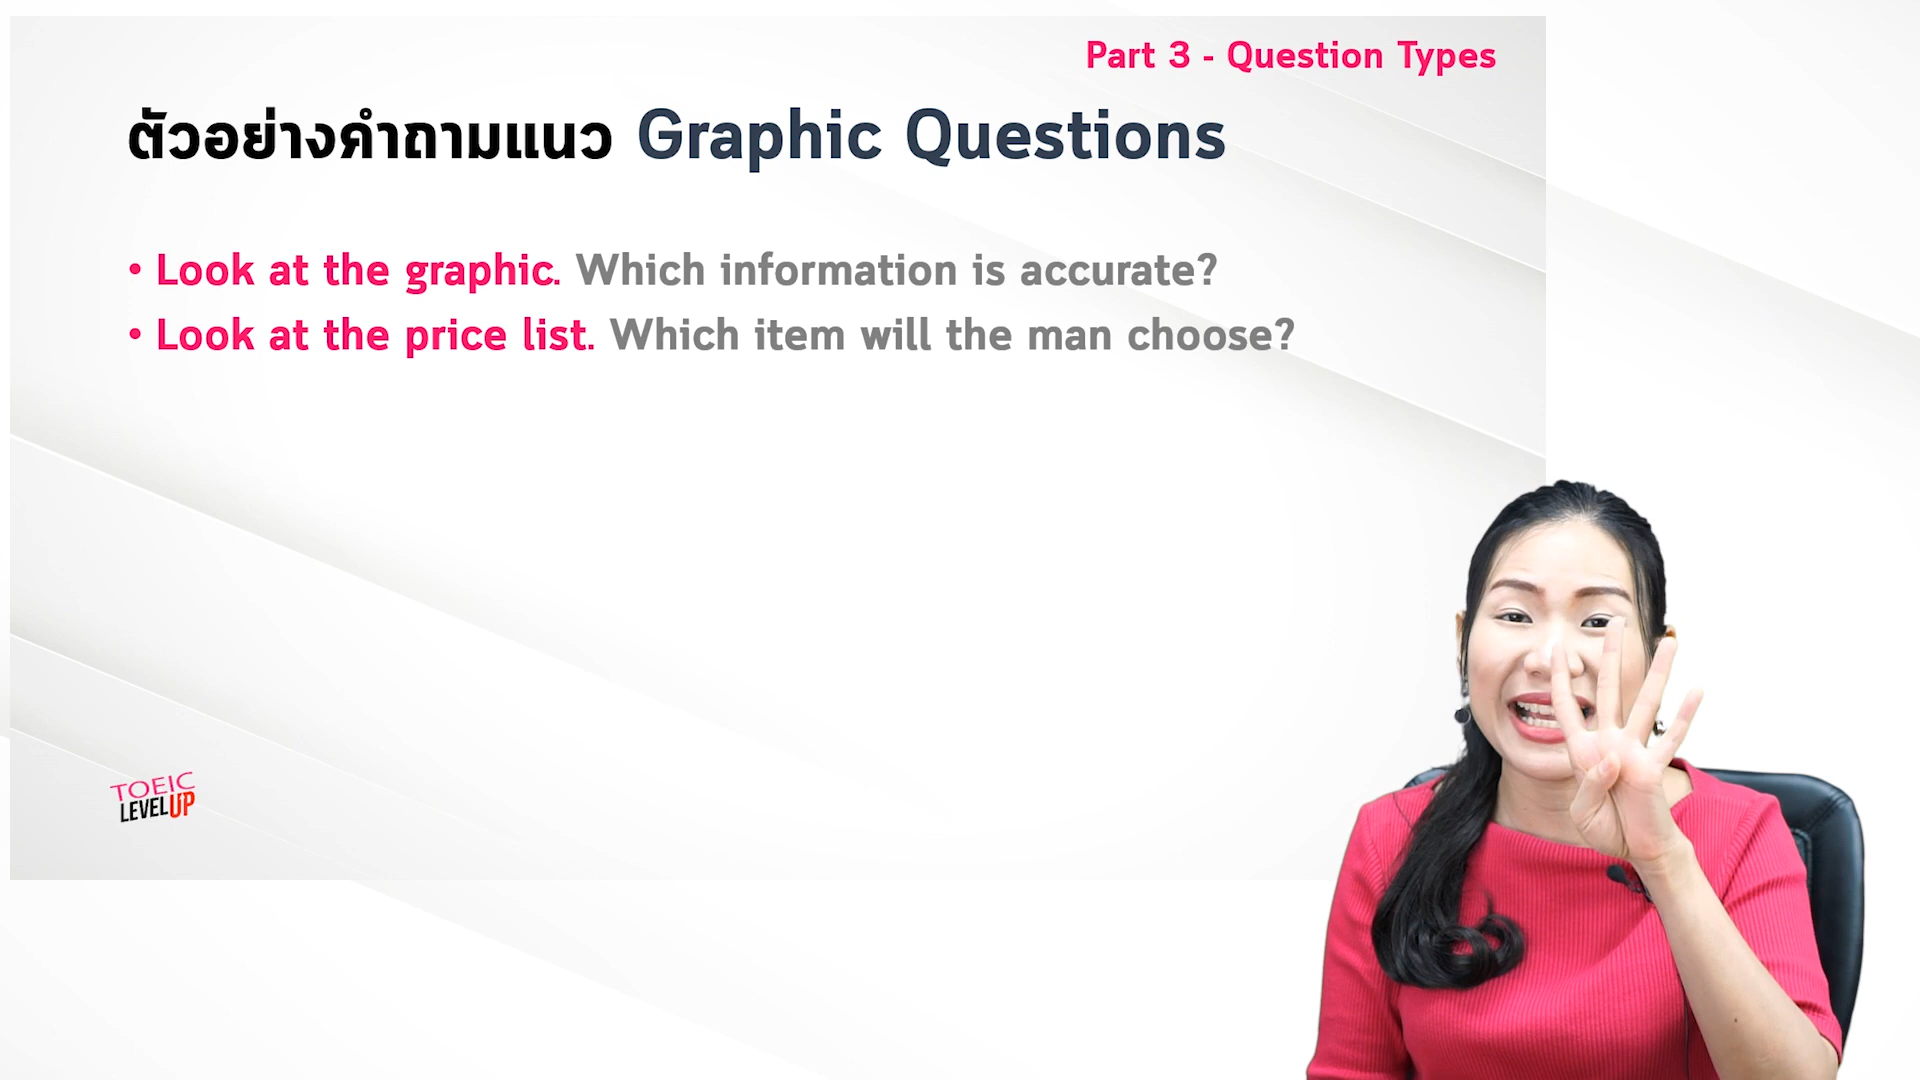 Part 3 - Question Types
ตัวอย่างคำถามแนว Graphic Questions
• Look at the graphic. Which information is accurate?
• Look at the price list. Which item will the man choose?
TOEIC
LEVEL UP